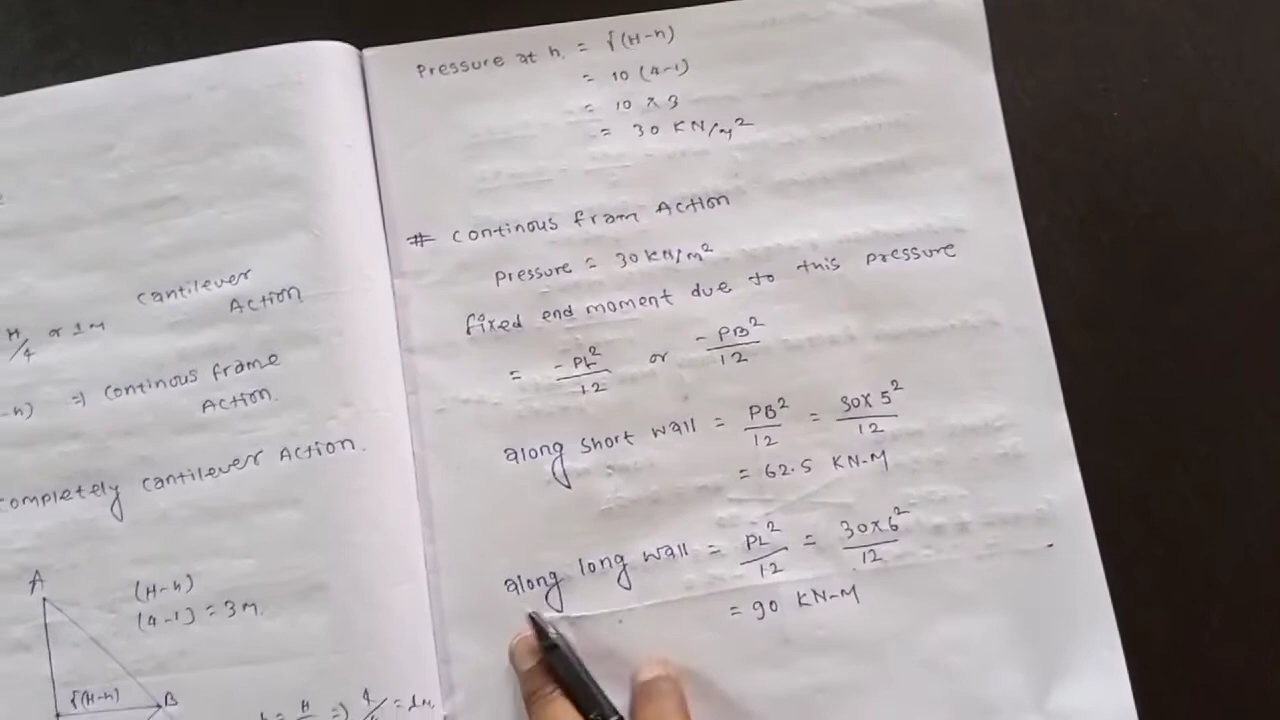 cantilever
Action
H/4 or 1M
-h) => continous frame
Action.
completely cantilever Action.
A
(H-h)
(4-1) = 3M.
γ(H-h)
B
Pressure at h. = γ(H-h)
= 10 (4-1)
= 10 x 3
= 30 KN/m²
# continous fram Action
Pressure = 30 KN/m²
fixed end moment due to this pressure
= -PL²/12 or -PB²/12
along short wall = PB²/12 = 30x5²/12
= 62.5 KN-M
along long wall = PL²/12 = 30x6²/12
= 90 KN-M